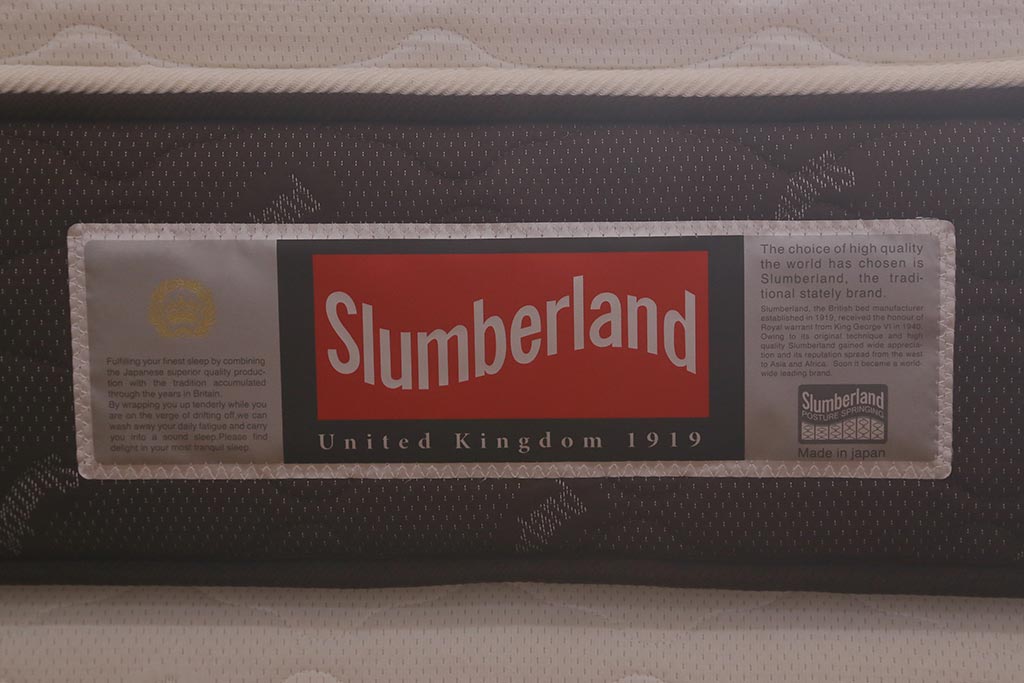 Fulfilling your finest sleep by combining
the Japanese superior quality produc-
tion with the tradition accumulated
through the years in Britain.
By wrapping you up tenderly while you
are on the verge of drifting off,we can
wash away your daily fatigue and carry
you into a sound sleep.Please find
delight in your most tranquil sleep.
Slumberland
United Kingdom 1919
The choice of high quality
the world has chosen is
Slumberland, the tradi-
tional stately brand.
Slumberland, the British bed manufacturer
established in 1919, received the honour of
Royal warrant from King George VI in 1940.
Owing to its original technique and high
quality Slumberland gained wide apprecia-
tion and its reputation spread from the west
to Asia and Africa. Soon it became a world-
wide leading brand.
Slumberland
POSTURE SPRINGING
Made in japan